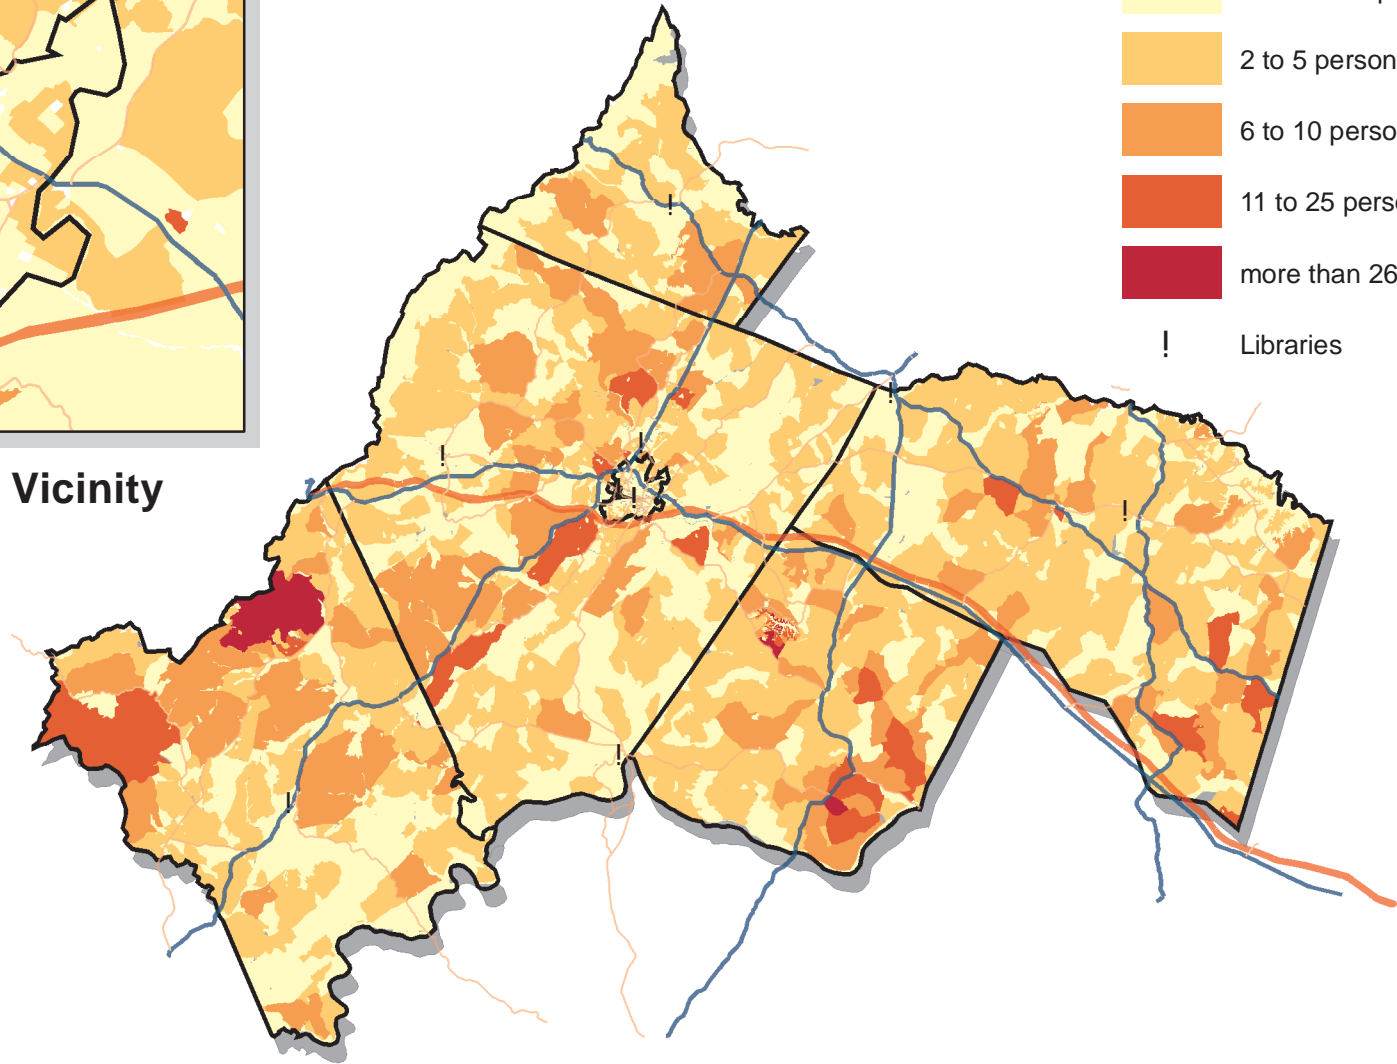 2 to 5 person
6 to 10 perso
11 to 25 pers
more than 26
! Libraries
Vicinity